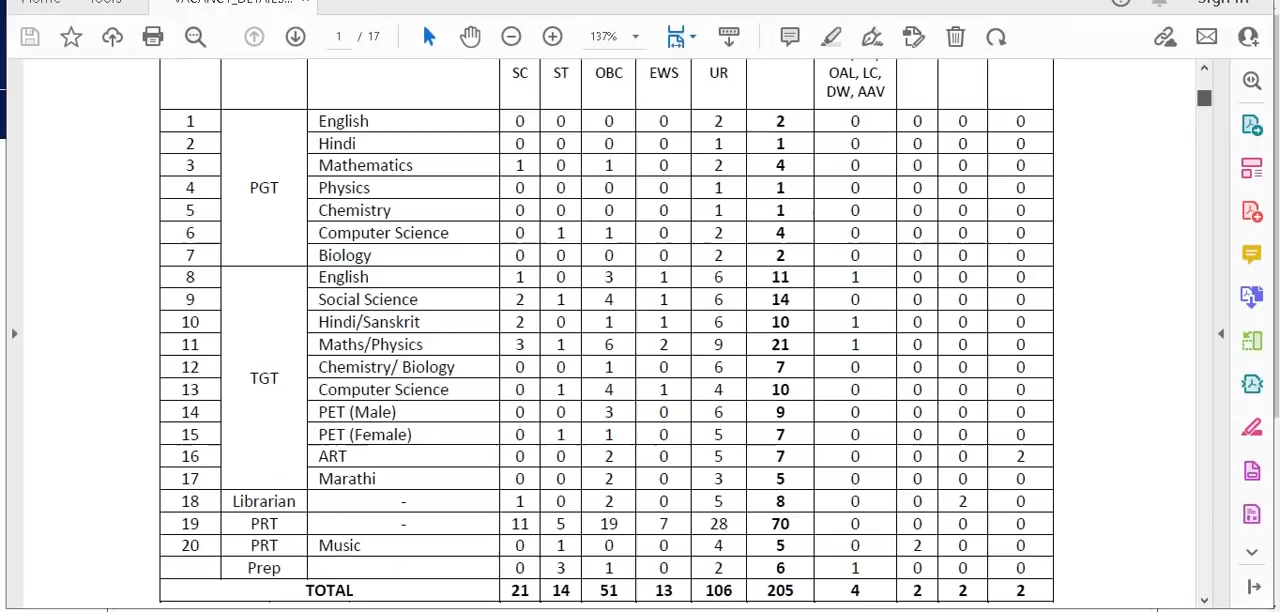 Home Tools VACANCY_DETAILS... Sign In
1 / 17 137%
SC ST OBC EWS UR OAL, LC, DW, AAV
1 PGT English 0 0 0 0 2 2 0 0 0 0
2 Hindi 0 0 0 0 1 1 0 0 0 0
3 Mathematics 1 0 1 0 2 4 0 0 0 0
4 Physics 0 0 0 0 1 1 0 0 0 0
5 Chemistry 0 0 0 0 1 1 0 0 0 0
6 Computer Science 0 1 1 0 2 4 0 0 0 0
7 Biology 0 0 0 0 2 2 0 0 0 0
8 TGT English 1 0 3 1 6 11 1 0 0 0
9 Social Science 2 1 4 1 6 14 0 0 0 0
10 Hindi/Sanskrit 2 0 1 1 6 10 1 0 0 0
11 Maths/Physics 3 1 6 2 9 21 1 0 0 0
12 Chemistry/ Biology 0 0 1 0 6 7 0 0 0 0
13 Computer Science 0 1 4 1 4 10 0 0 0 0
14 PET (Male) 0 0 3 0 6 9 0 0 0 0
15 PET (Female) 0 1 1 0 5 7 0 0 0 0
16 ART 0 0 2 0 5 7 0 0 0 2
17 Marathi 0 0 2 0 3 5 0 0 0 0
18 Librarian - 1 0 2 0 5 8 0 0 2 0
19 PRT - 11 5 19 7 28 70 0 0 0 0
20 PRT Music 0 1 0 0 4 5 0 2 0 0
Prep 0 3 1 0 2 6 1 0 0 0
TOTAL 21 14 51 13 106 205 4 2 2 2